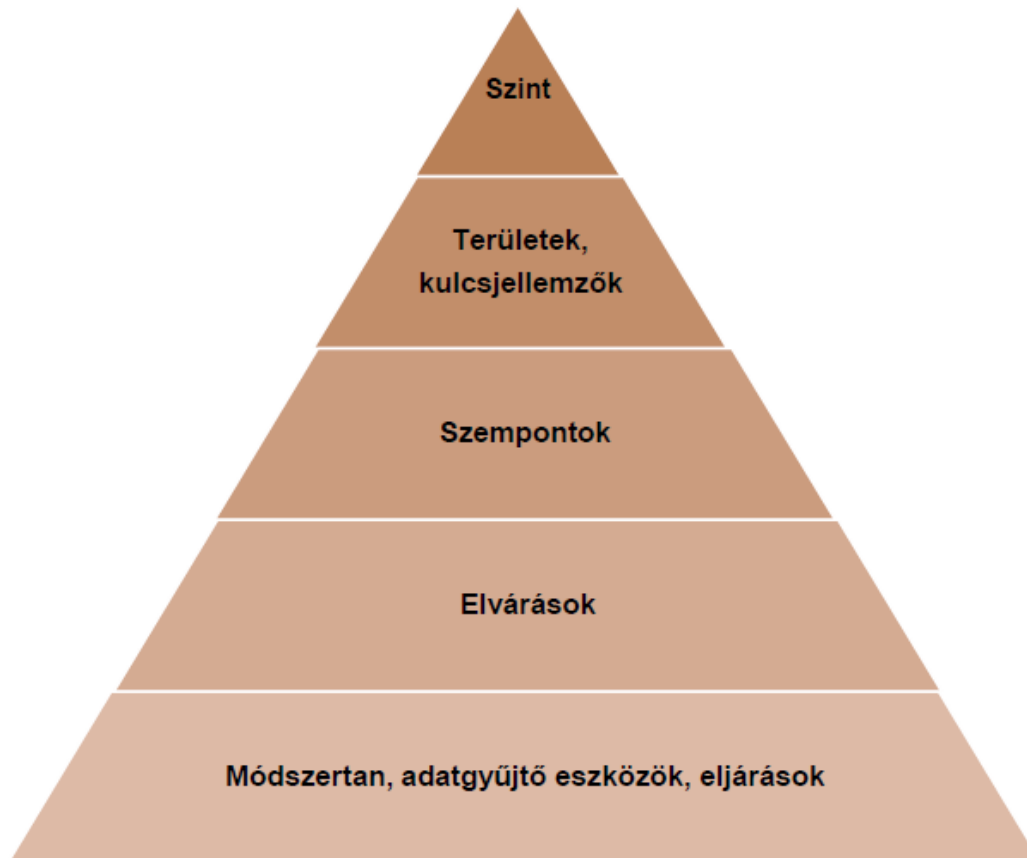 Szint
Területek,
kulcsjellemzők
Szempontok
Elvárások
Módszertan, adatgyűjtő eszközök, eljárások